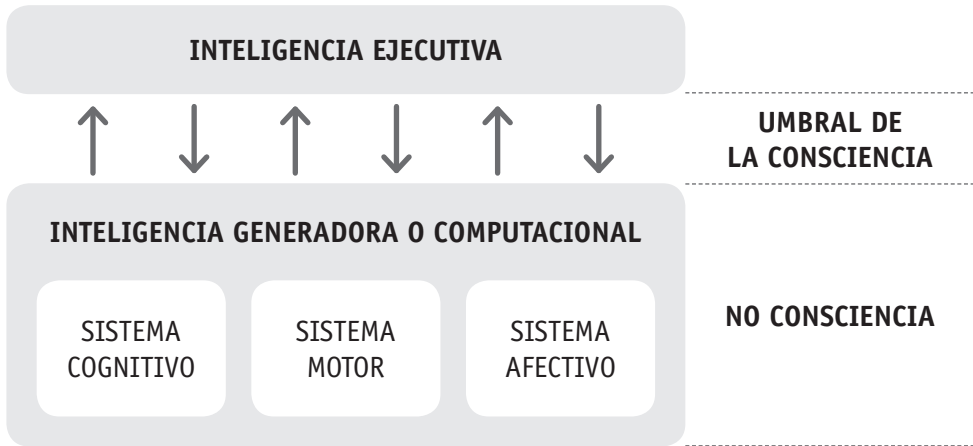 INTELIGENCIA EJECUTIVA
UMBRAL DE
LA CONSCIENCIA
INTELIGENCIA GENERADORA O COMPUTACIONAL
SISTEMA
COGNITIVO
SISTEMA
MOTOR
SISTEMA
AFECTIVO
NO CONSCIENCIA